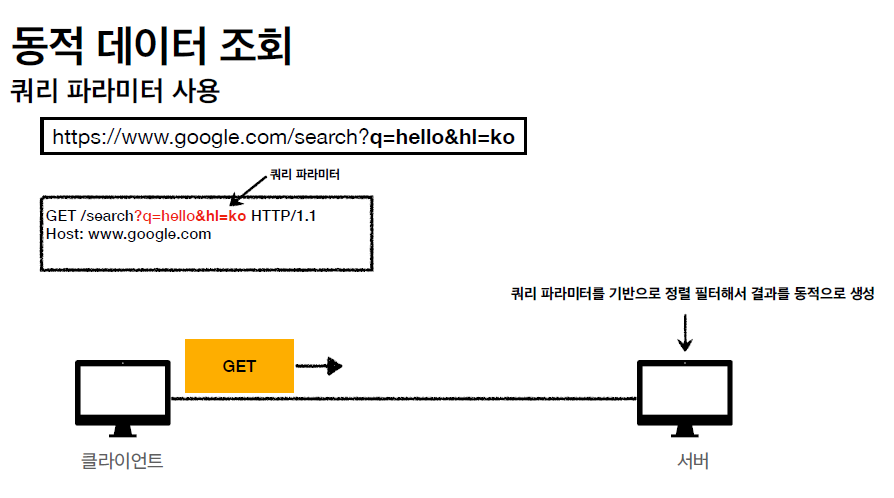 동적 데이터 조회
쿼리 파라미터 사용
https://www.google.com/search?q=hello&hl=ko
쿼리 파라미터
GET /search?q=hello&hl=ko HTTP/1.1
Host: www.google.com
쿼리 파라미터를 기반으로 정렬 필터해서 결과를 동적으로 생성
GET
클라이언트
서버